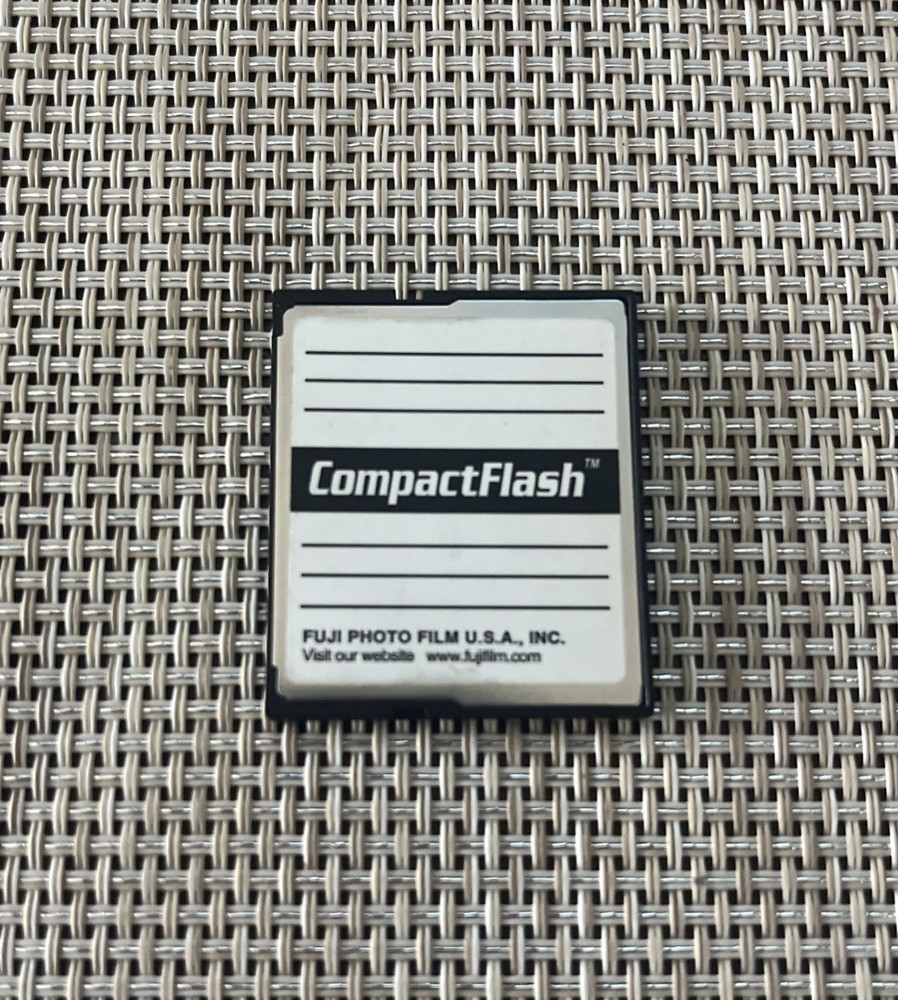 CompactFlash™
FUJI PHOTO FILM U.S.A., INC.
Visit our website www.fujifilm.com